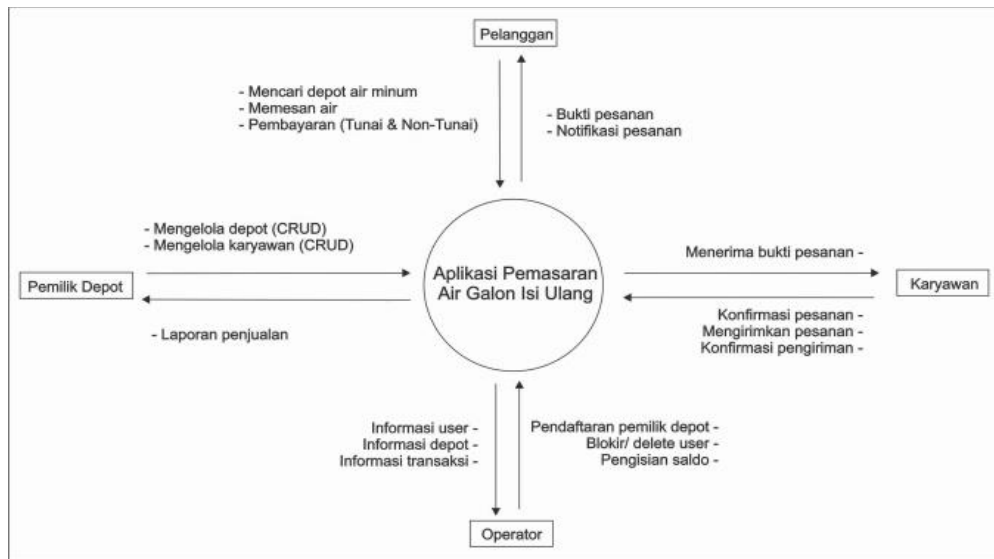 Pelanggan
- Mencari depot air minum
- Memesan air
- Pembayaran (Tunai & Non-Tunai)
- Bukti pesanan
- Notifikasi pesanan
- Mengelola depot (CRUD)
- Mengelola karyawan (CRUD)
Pemilik Depot
- Laporan penjualan
Aplikasi Pemasaran
Air Galon Isi Ulang
Menerima bukti pesanan -
Karyawan
Konfirmasi pesanan -
Mengirimkan pesanan -
Konfirmasi pengiriman -
Informasi user -
Informasi depot -
Informasi transaksi -
Pendaftaran pemilik depot -
Blokir/ delete user -
Pengisian saldo -
Operator